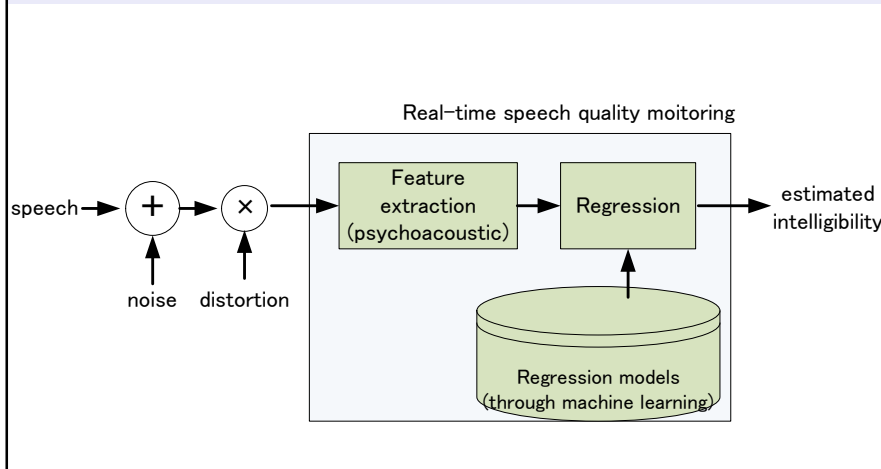 Real-time speech quality moitoring
speech
+
×
noise
distortion
Feature
extraction
(psychoacoustic)
Regression
estimated
intelligibility
Regression models
(through machine learning)